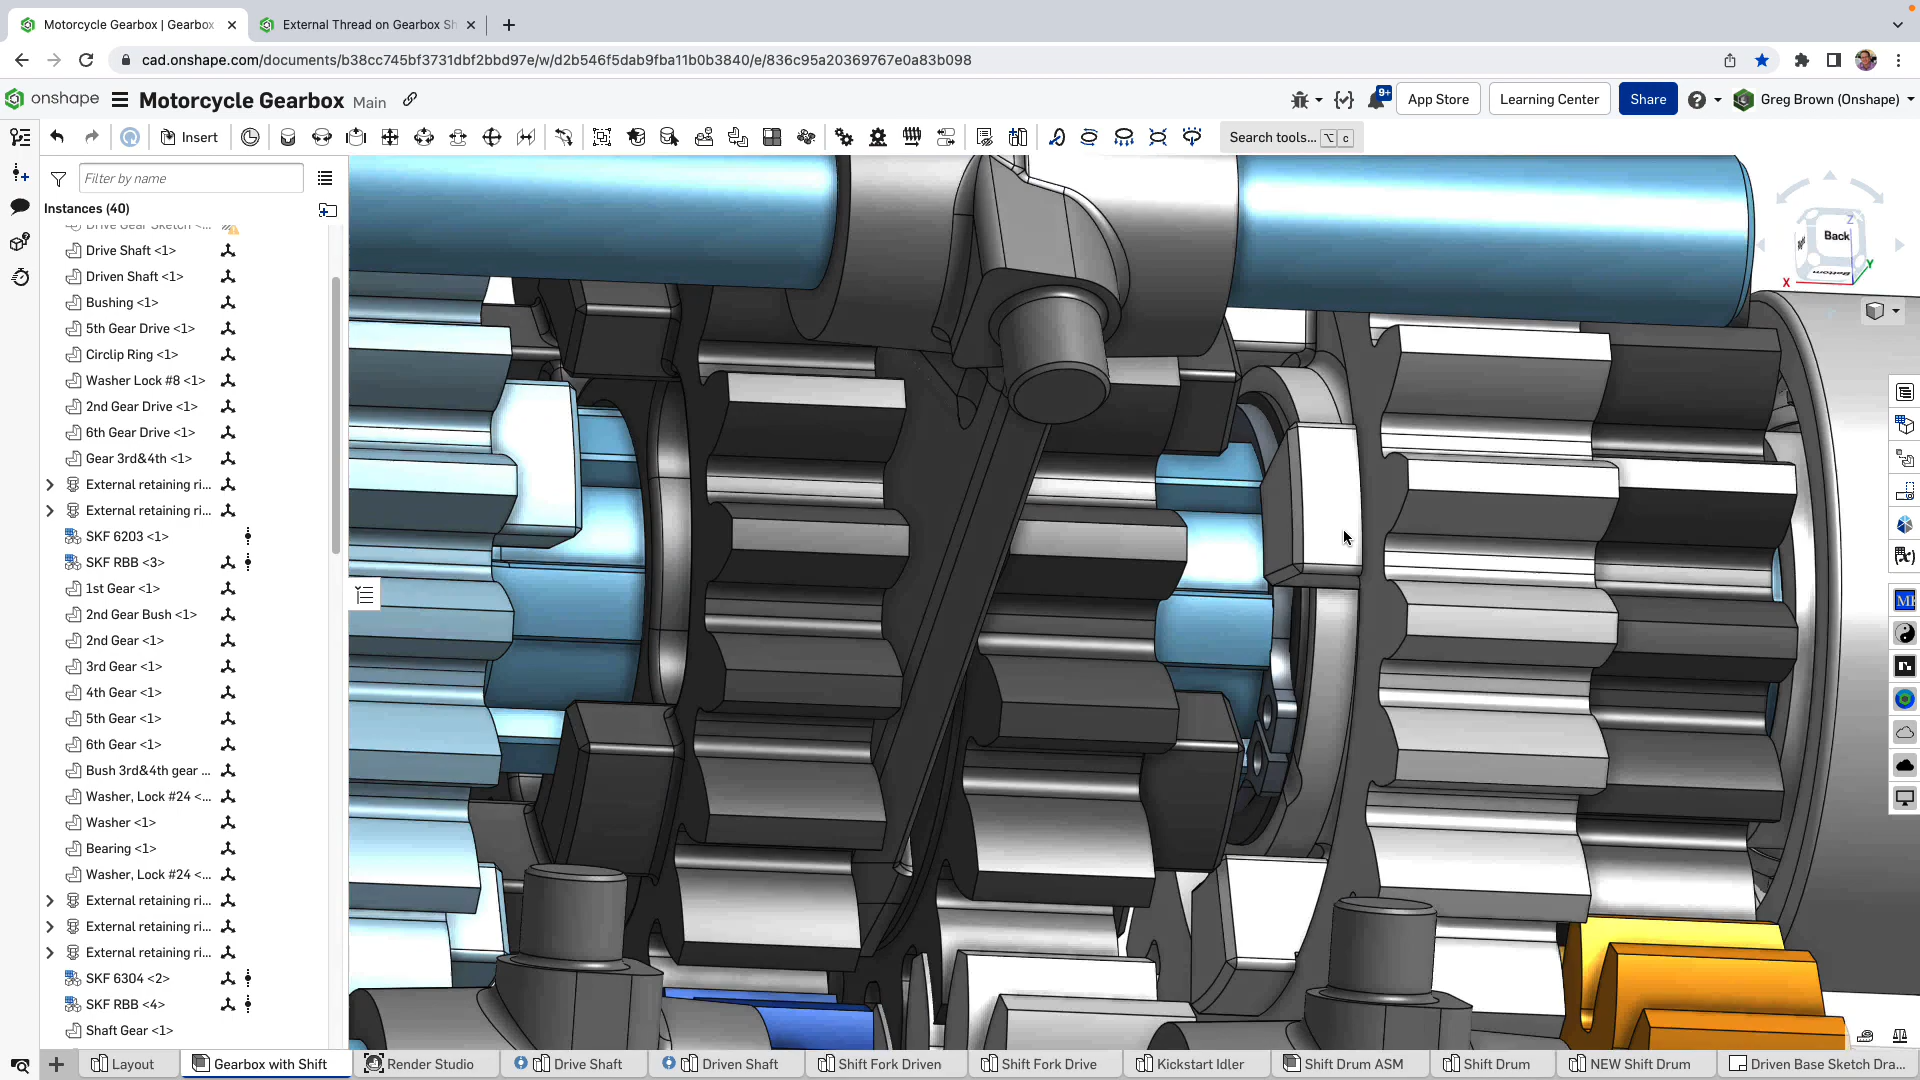 Motorcycle Gearbox | Gearbox
External Thread on Gearbox Sh
cad.onshape.com/documents/b38cc745bf3731dbf2bbd97e/w/d2b546f5dab9fba11b0b3840/e/836c95a20369767e0a83b098
onshape Motorcycle Gearbox Main
9+
App Store
Learning Center
Share
Greg Brown (Onshape)
Insert
Search tools... c
Filter by name
Instances (40)
Drive Gear Sketch <...
Drive Shaft <1>
Driven Shaft <1>
Bushing <1>
5th Gear Drive <1>
Circlip Ring <1>
Washer Lock #8 <1>
2nd Gear Drive <1>
6th Gear Drive <1>
Gear 3rd&4th <1>
External retaining ri...
External retaining ri...
SKF 6203 <1>
SKF RBB <3>
1st Gear <1>
2nd Gear Bush <1>
2nd Gear <1>
3rd Gear <1>
4th Gear <1>
5th Gear <1>
6th Gear <1>
Bush 3rd&4th gear ...
Washer, Lock #24 <...
Washer <1>
Bearing <1>
Washer, Lock #24 <...
External retaining ri...
External retaining ri...
External retaining ri...
SKF 6304 <2>
SKF RBB <4>
Shaft Gear <1>
Z
Back
Bottom
X
Y
(x)
Layout
Gearbox with Shift
Render Studio
Drive Shaft
Driven Shaft
Shift Fork Driven
Shift Fork Drive
Kickstart Idler
Shift Drum ASM
Shift Drum
NEW Shift Drum
Driven Base Sketch Dra...